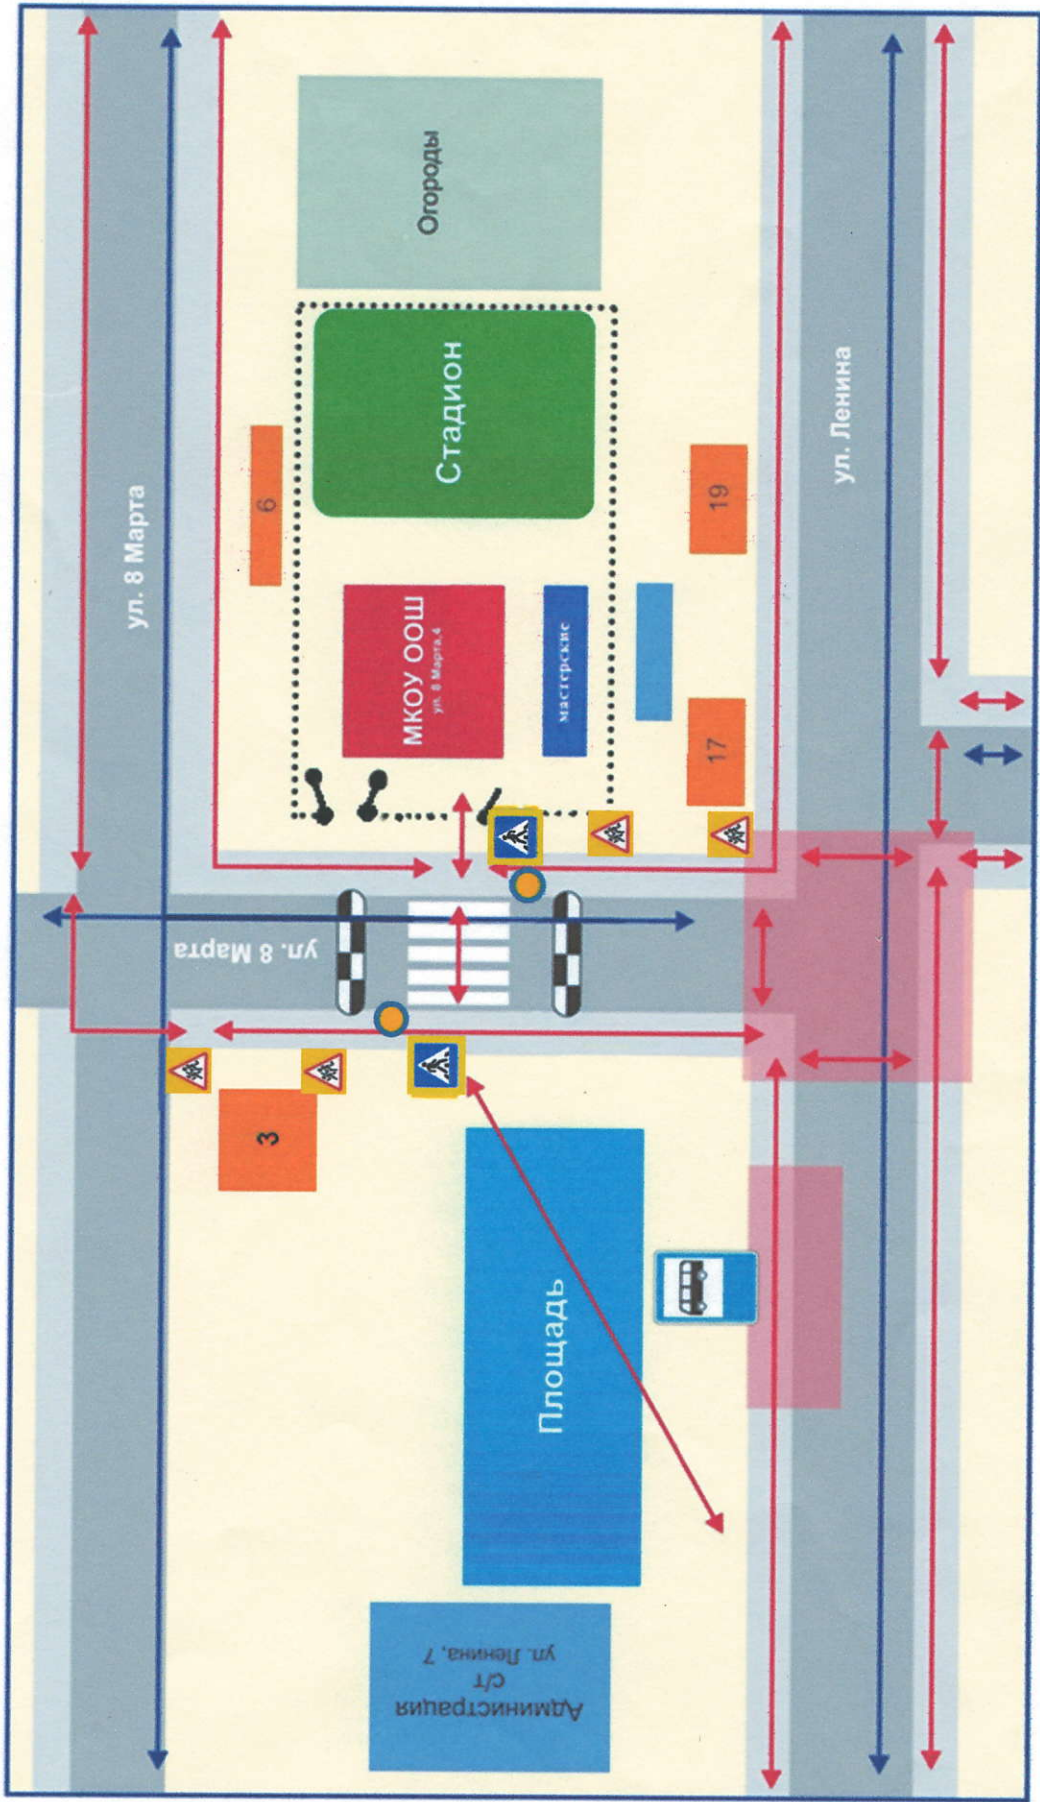 ул. 8 Марта
Огороды
Стадион
6
МКОУ ООШ
ул. 8 Марта,4
мастерские
19
17
ул. Ленина
ул. 8 Марта
3
Площадь
Администрация
С/Т
ул. Ленина, 7